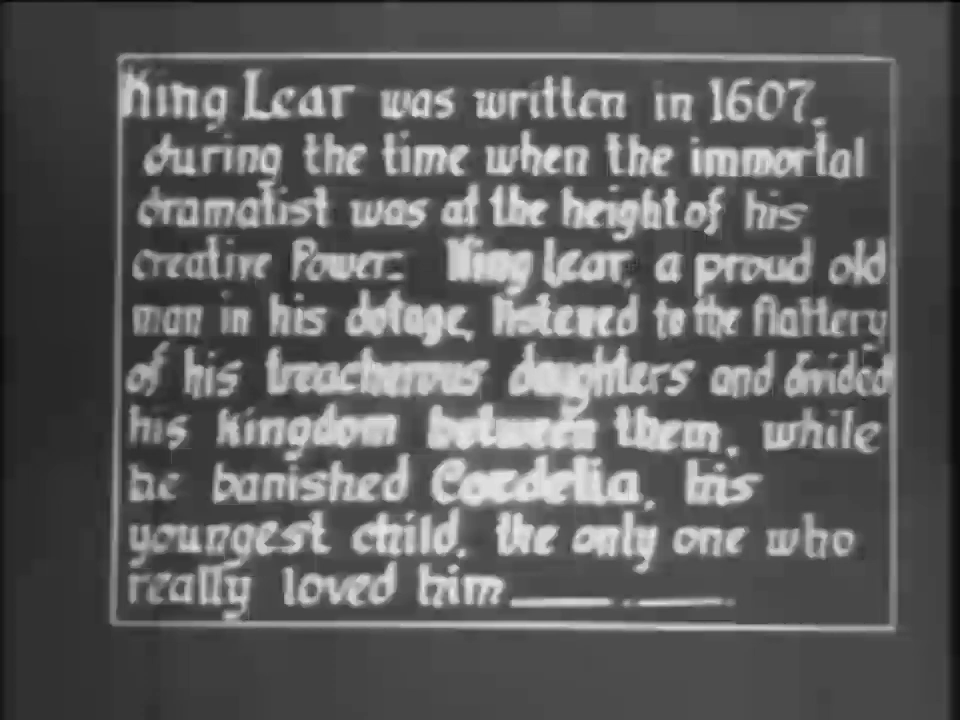 King Lear was written in 1607,
during the time when the immortal
dramatist was at the height of his
creative Power. King Lear, a proud old
man in his dotage, listened to the flattery
of his treacherous daughters and divided
his kingdom between them, while
he banished Cordelia, his
youngest child, the only one who
really loved him